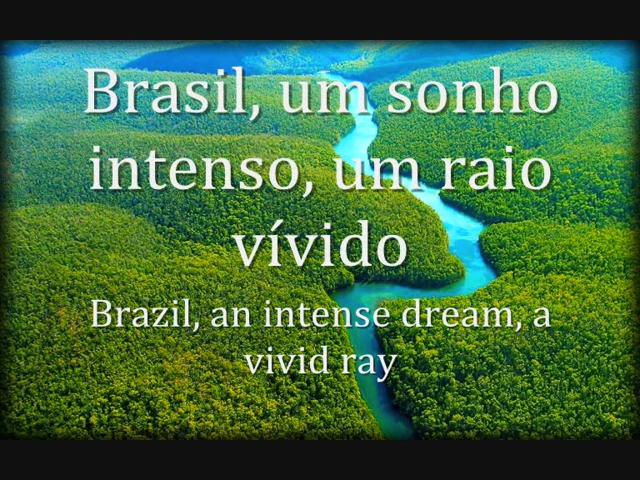 Brasil, um sonho
intenso, um raio
vívido
Brazil, an intense dream, a
vivid ray